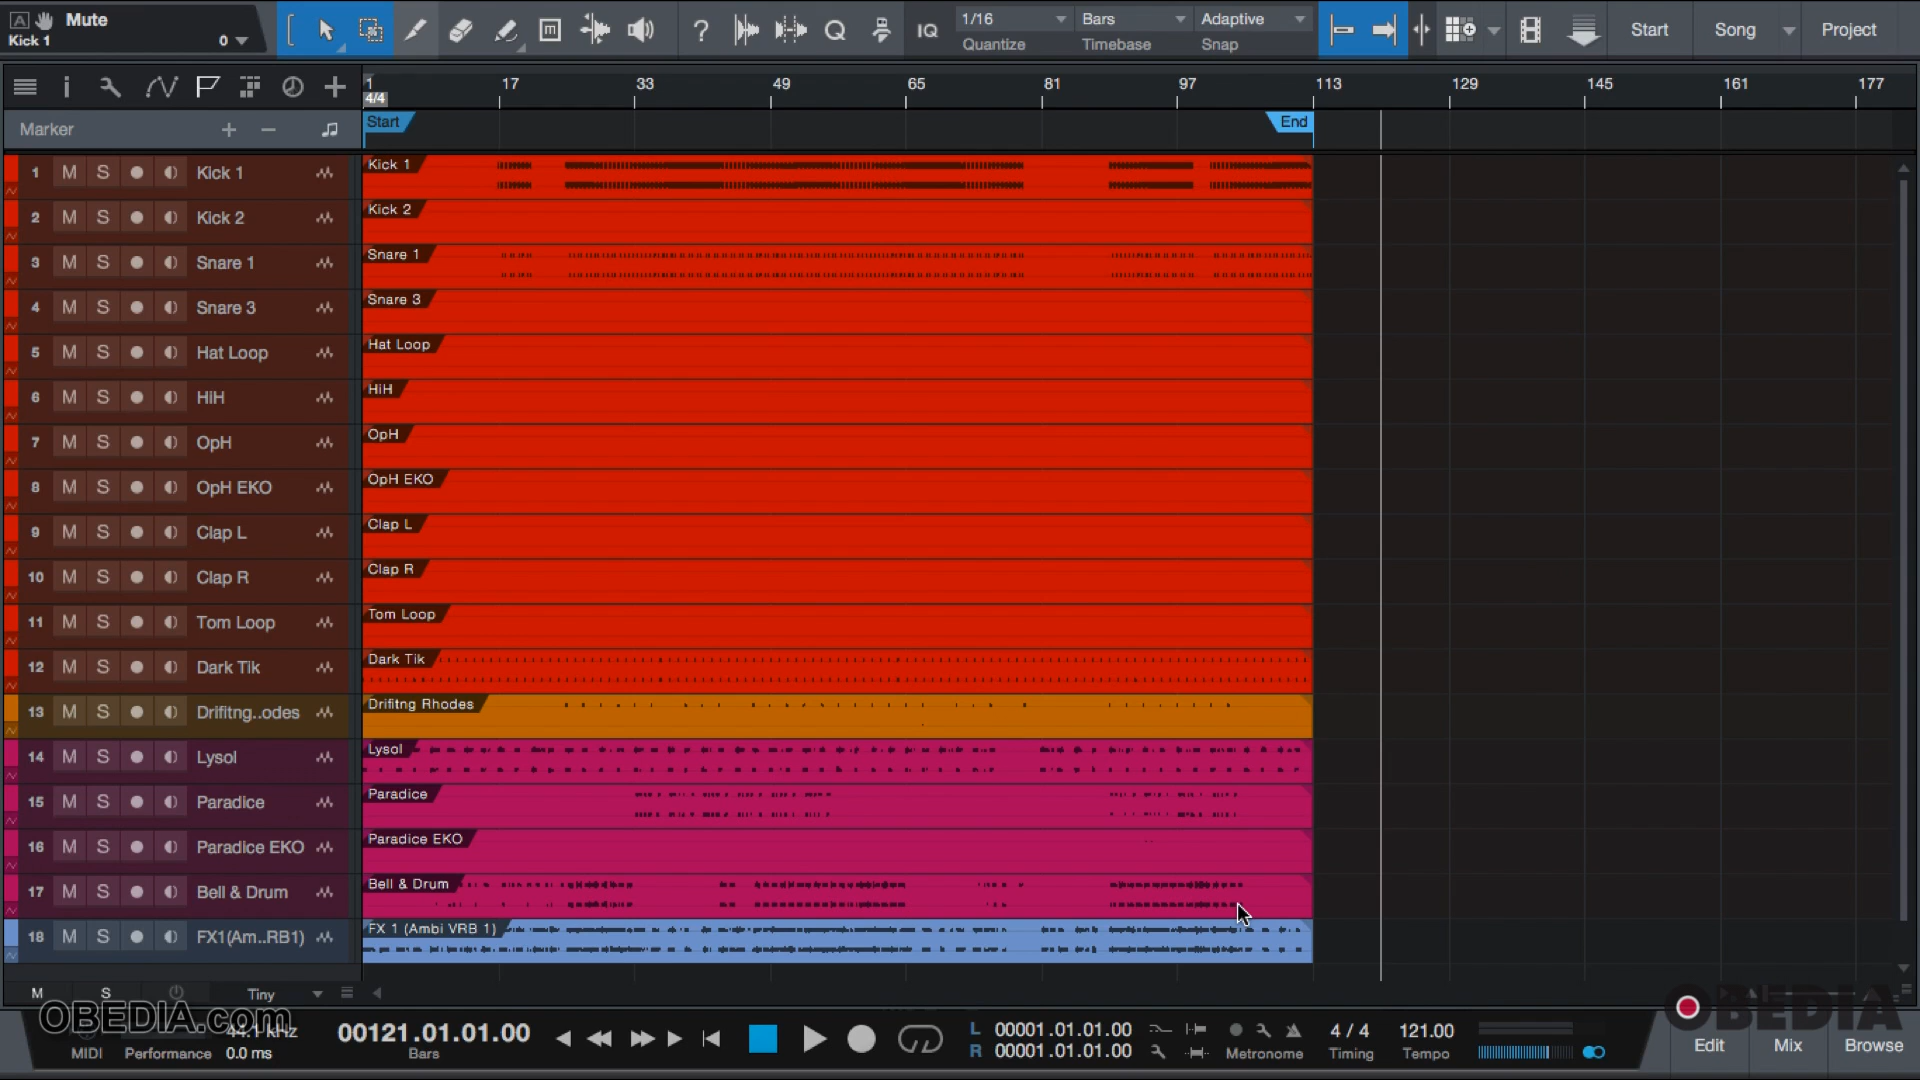 A Mute
Kick 1
0
? IQ
1/16
Quantize
Bars
Timebase
Adaptive
Snap
Start
Song
Project
1 17 33 49 65 81 97 113 129 145 161 177
4/4
Marker
Start
End
1 M S Kick 1
Kick 1
2 M S Kick 2
Kick 2
3 M S Snare 1
Snare 1
4 M S Snare 3
Snare 3
5 M S Hat Loop
Hat Loop
6 M S HiH
HiH
7 M S OpH
OpH
8 M S OpH EKO
OpH EKO
9 M S Clap L
Clap L
10 M S Clap R
Clap R
11 M S Tom Loop
Tom Loop
12 M S Dark Tik
Dark Tik
13 M S Drifitng..odes
Drifitng Rhodes
14 M S Lysol
Lysol
15 M S Paradice
Paradice
16 M S Paradice EKO
Paradice EKO
17 M S Bell & Drum
Bell & Drum
18 M S FX1(Am..RB1)
FX 1 (Ambi VRB 1)
M S Tiny
OBEDIA.com
44.1 kHz
MIDI
Performance
0.0 ms
00121.01.01.00
Bars
L 00001.01.01.00
R 00001.01.01.00
Metronome
4 / 4
Timing
121.00
Tempo
OBEDIA
Edit
Mix
Browse